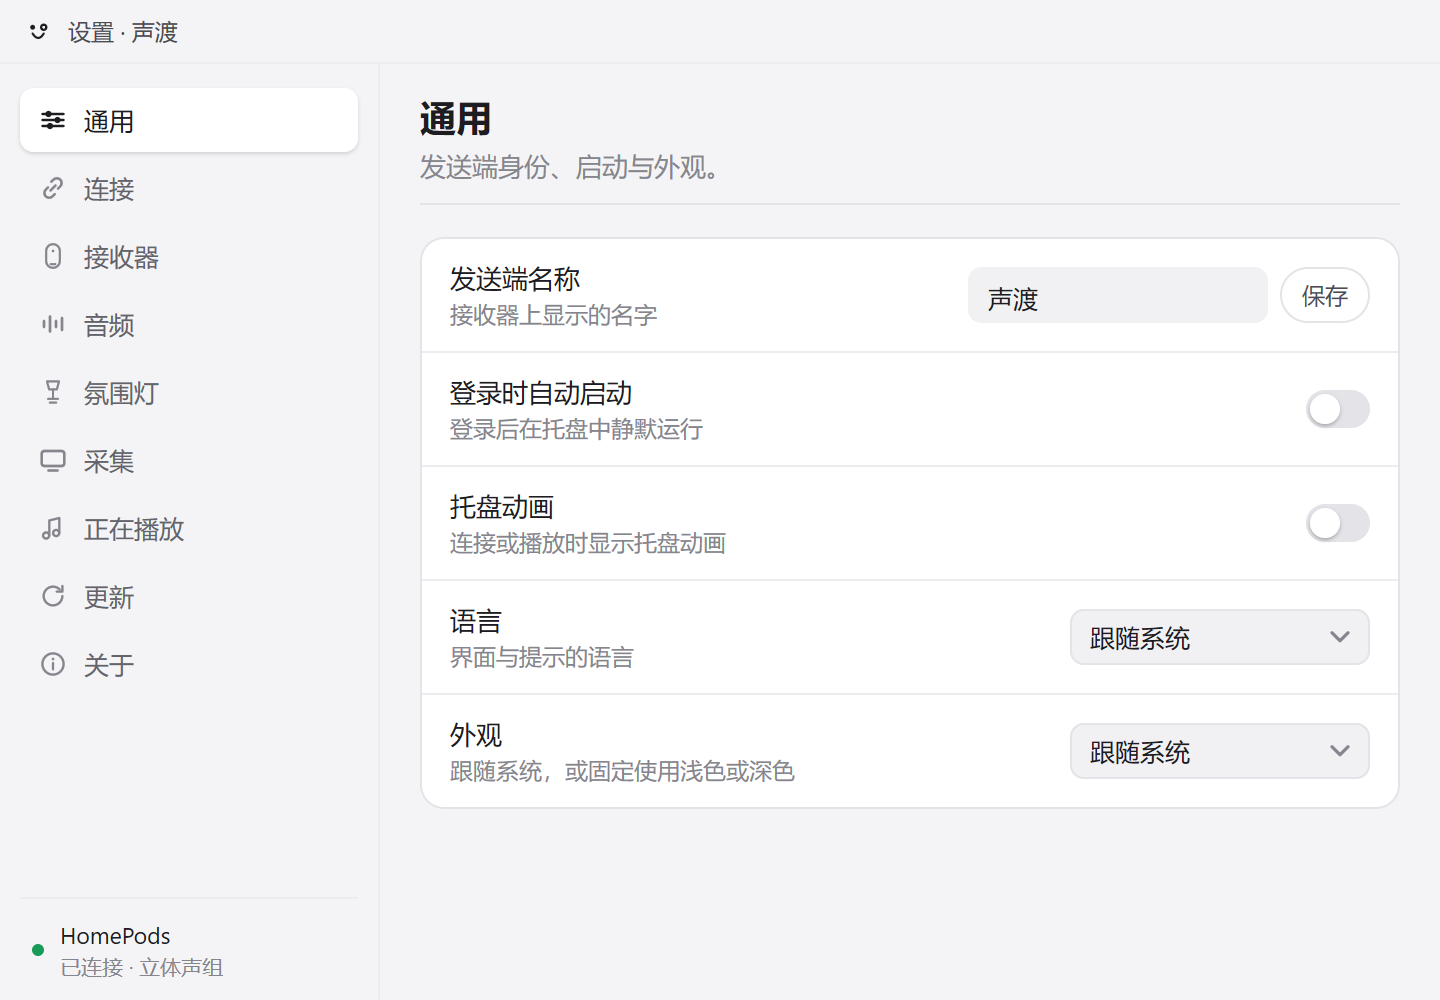 设置 · 声渡
通用
连接
接收器
音频
氛围灯
采集
正在播放
更新
关于
HomePods
已连接 · 立体声组
通用
发送端身份、启动与外观。
发送端名称
接收器上显示的名字
声渡
保存
登录时自动启动
登录后在托盘中静默运行
托盘动画
连接或播放时显示托盘动画
语言
界面与提示的语言
跟随系统
外观
跟随系统，或固定使用浅色或深色
跟随系统